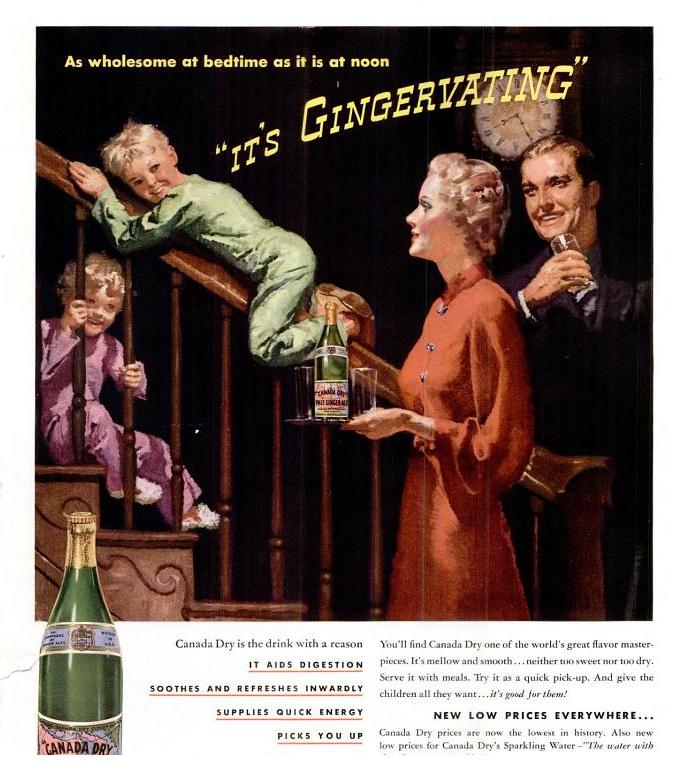 As wholesome at bedtime as it is at noon
"IT'S GINGERVATING"
"CANADA DRY"
PALE GINGER ALE
"CANADA DRY"
Canada Dry is the drink with a reason
IT AIDS DIGESTION
SOOTHES AND REFRESHES INWARDLY
SUPPLIES QUICK ENERGY
PICKS YOU UP
You'll find Canada Dry one of the world's great flavor master-
pieces. It's mellow and smooth...neither too sweet nor too dry.
Serve it with meals. Try it as a quick pick-up. And give the
children all they want...it's good for them!
NEW LOW PRICES EVERYWHERE...
Canada Dry prices are now the lowest in history. Also new
low prices for Canada Dry's Sparkling Water–"The water with